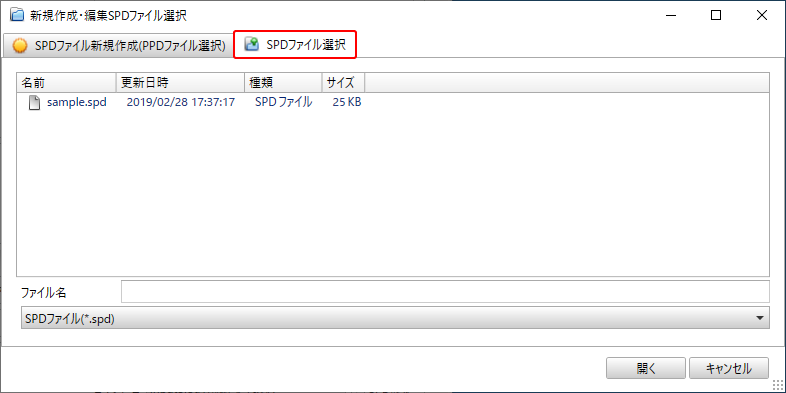 新規作成・編集SPDファイル選択
SPDファイル新規作成(PPDファイル選択) SPDファイル選択
名前 更新日時 種類 サイズ
sample.spd 2019/02/28 17:37:17 SPDファイル 25 KB
ファイル名
SPDファイル(*.spd)
開く キャンセル